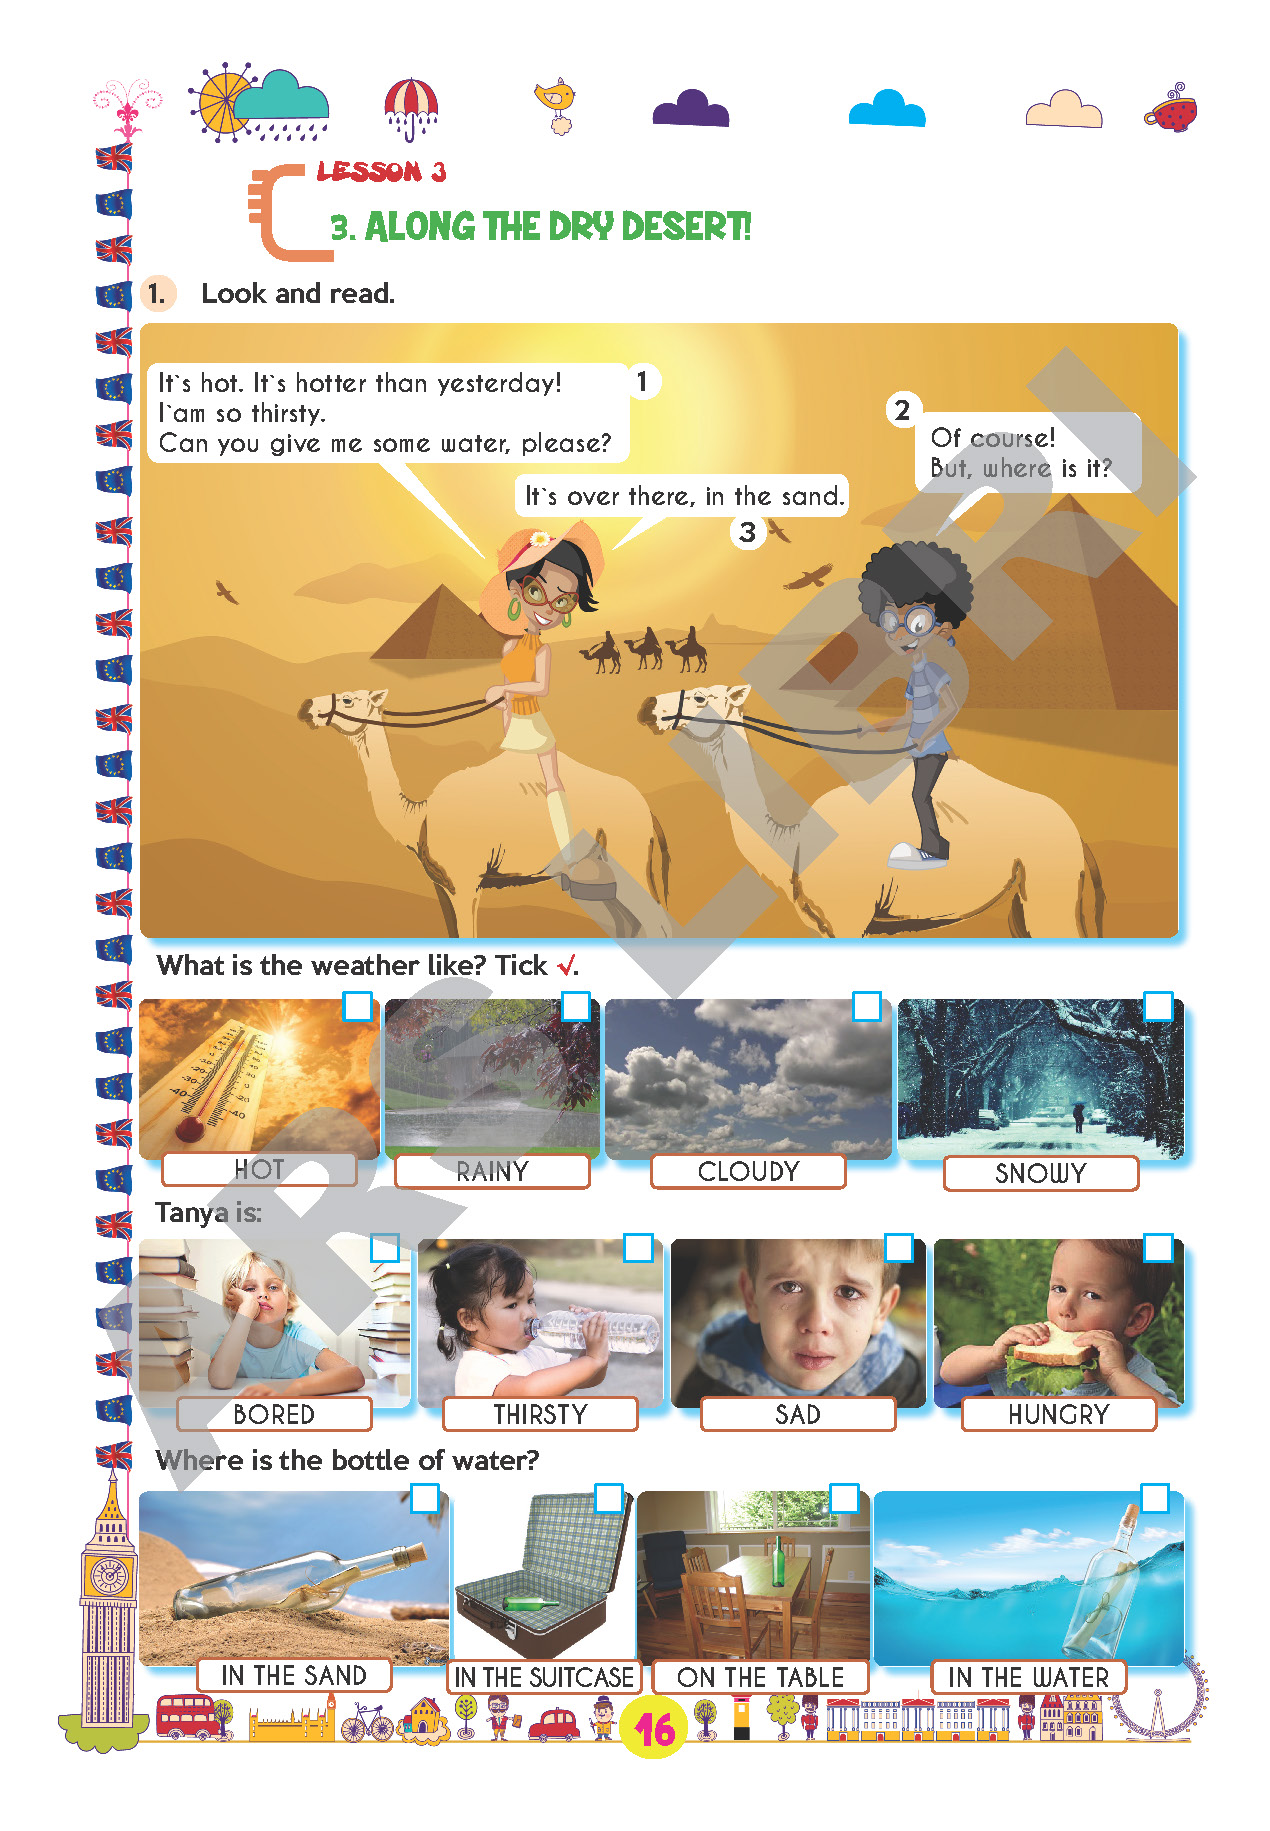 LESSON 3
3. ALONG THE DRY DESERT!
1. Look and read.
It`s hot. It`s hotter than yesterday!
I`am so thirsty.
Can you give me some water, please?
1
2
Of course!
But, where is it?
It`s over there, in the sand.
3
What is the weather like? Tick √.
HOT
RAINY
CLOUDY
SNOWY
Tanya is:
BORED
THIRSTY
SAD
HUNGRY
Where is the bottle of water?
IN THE SAND
IN THE SUITCASE
ON THE TABLE
IN THE WATER
16
ARS LIBRI